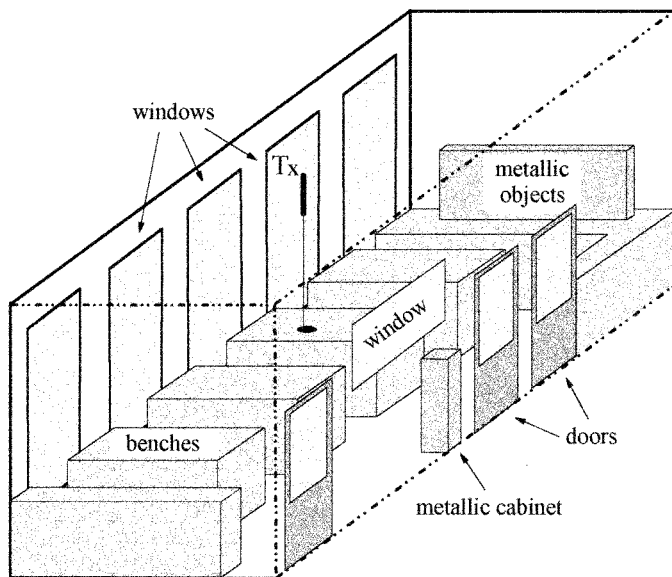 windows
Tx
metallic
objects
window
benches
doors
metallic cabinet